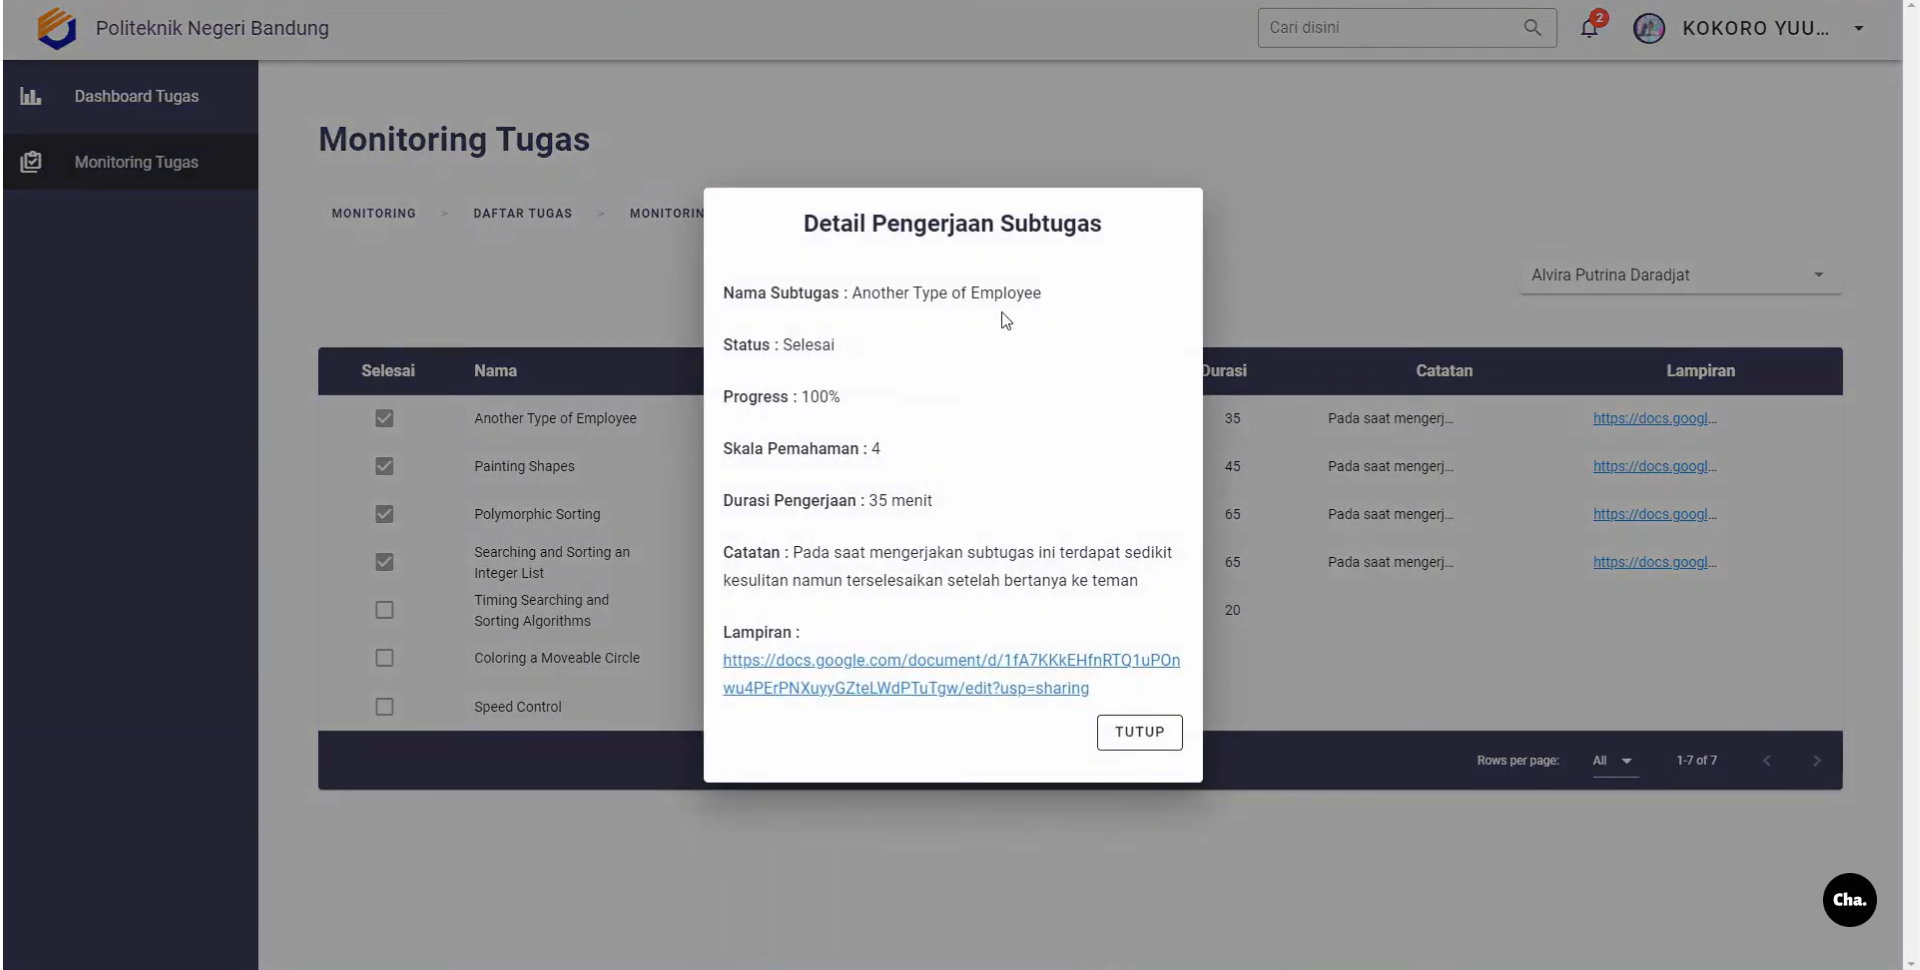 Politeknik Negeri Bandung
Cari disini
2
KOKORO YUU...
Dashboard Tugas
Monitoring Tugas
Monitoring Tugas
MONITORING > DAFTAR TUGAS > MONITORIN
Alvira Putrina Daradjat
Selesai Nama Durasi Catatan Lampiran
Another Type of Employee 35 Pada saat mengerj... https://docs.googl...
Painting Shapes 45 Pada saat mengerj... https://docs.googl...
Polymorphic Sorting 65 Pada saat mengerj... https://docs.googl...
Searching and Sorting an
Integer List 65 Pada saat mengerj... https://docs.googl...
Timing Searching and
Sorting Algorithms 20
Coloring a Moveable Circle
Speed Control
Rows per page: All 1-7 of 7
Detail Pengerjaan Subtugas
Nama Subtugas : Another Type of Employee
Status : Selesai
Progress : 100%
Skala Pemahaman : 4
Durasi Pengerjaan : 35 menit
Catatan : Pada saat mengerjakan subtugas ini terdapat sedikit
kesulitan namun terselesaikan setelah bertanya ke teman
Lampiran :
https://docs.google.com/document/d/1fA7KKkEHfnRTQ1uPOn
wu4PErPNXuyyGZteLWdPTuTgw/edit?usp=sharing
TUTUP
Cha.